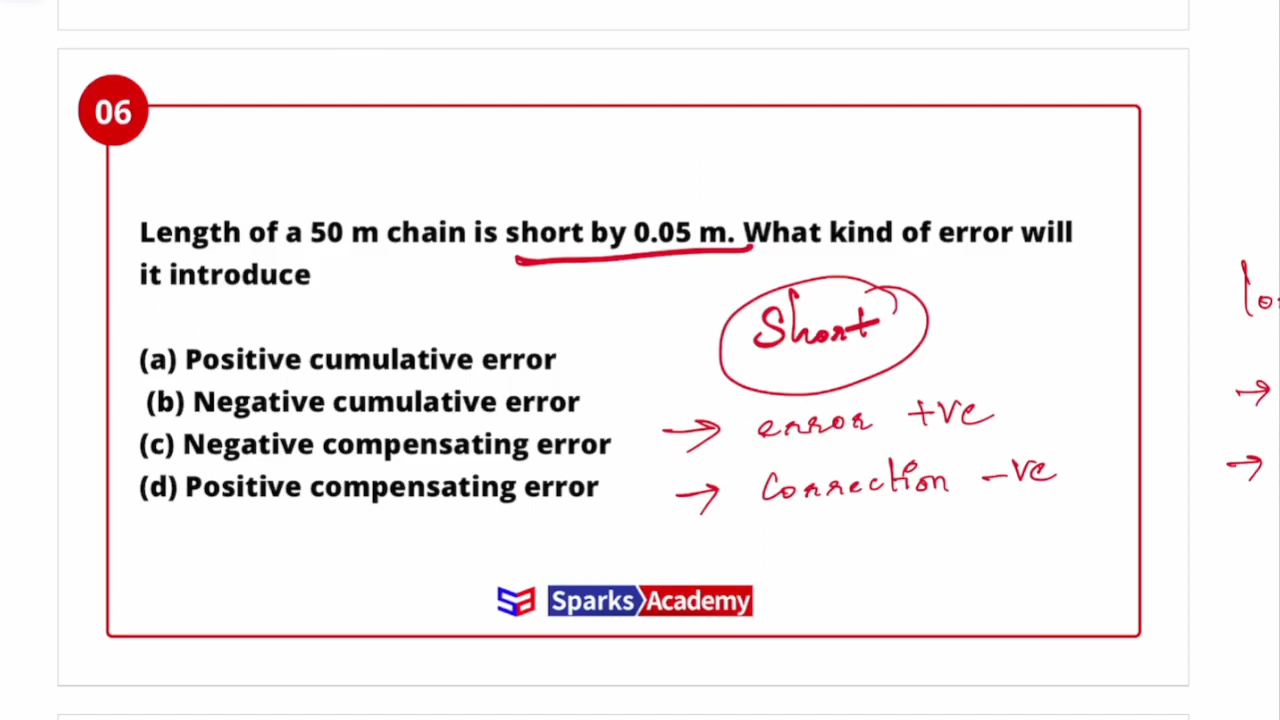 06
Length of a 50 m chain is short by 0.05 m. What kind of error will
it introduce
Short
(a) Positive cumulative error
(b) Negative cumulative error
error +ve
(c) Negative compensating error
Correction -ve
(d) Positive compensating error
Sparks Academy